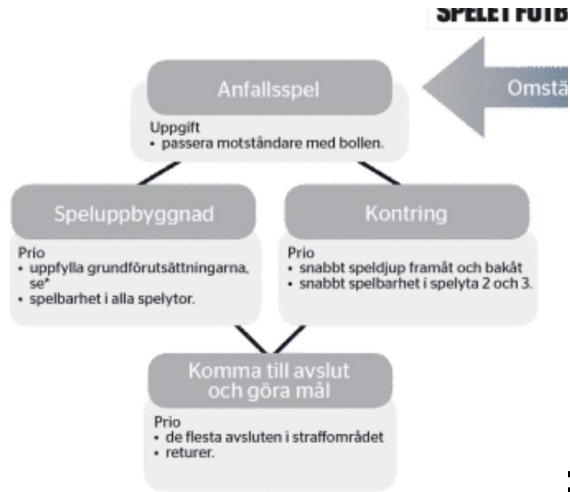 SPELET FOTB
Omstä
Anfallsspel
Uppgift
• passera motståndare med bollen.
Speluppbyggnad
Prio
• uppfylla grundförutsättningarna,
se*
• spelbarhet i alla spelytor.
Kontring
Prio
• snabbt speldjup framåt och bakåt
• snabbt spelbarhet i spelyta 2 och 3.
Komma till avslut
och göra mål
Prio
• de flesta avsluten i straffområdet
• returer.